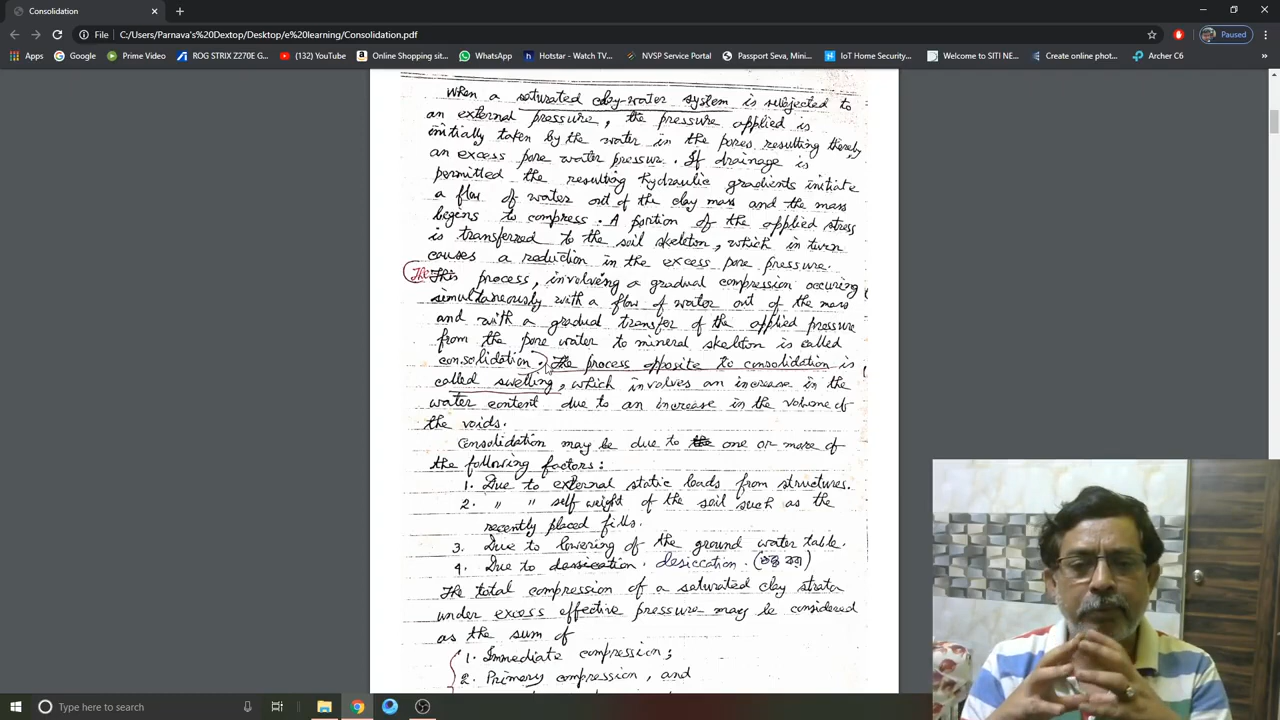 Consolidation
File
C:/Users/Parnava's%20Dextop/Desktop/e%20learning/Consolidation.pdf
Paused
Apps
Google
Prime Video
ROG STRIX Z270E G...
(132) YouTube
Online Shopping sit...
WhatsApp
Hotstar - Watch TV...
NVSP Service Portal
Passport Seva, Mini...
IoT Home Security...
Welcome to SITI NE...
Create online photo...
Archer C6
When a saturated clay-water system is subjected to
an external pressure, the pressure applied is
initially taken by the water in the pores resulting thereby
an excess pore water pressur. If drainage is
permitted the resulting hydraulic gradients initiate
a flow of water out of the clay mass and the mass
begins to compress. A portion of the applied stress
is transferred to the soil skeleton, which in turn
causes a reduction in the excess pore pressure.
The This process, involving a gradual compression occuring
simultaneously with a flow of water out of the mass
and with a gradual transfer of the applied pressure
from the pore water to mineral skeleton is called
consolidation. The process opposite to consolidation is
called swelling, which involves an increase in the
water content due to an increase in the volume of
the voids.
Consolidation may be due to one or more of
the following factors:
1. Due to external static loads from structures.
2. " " self weight of the soil such as the
recently placed fills.
3. Due to lowering of the ground water table.
4. Due to dessication. desiccation.
The total compression of a saturated clay strata
under excess effective pressure may be considered
as the sum of
1. Immediate compression;
2. Primary compression, and
Type here to search